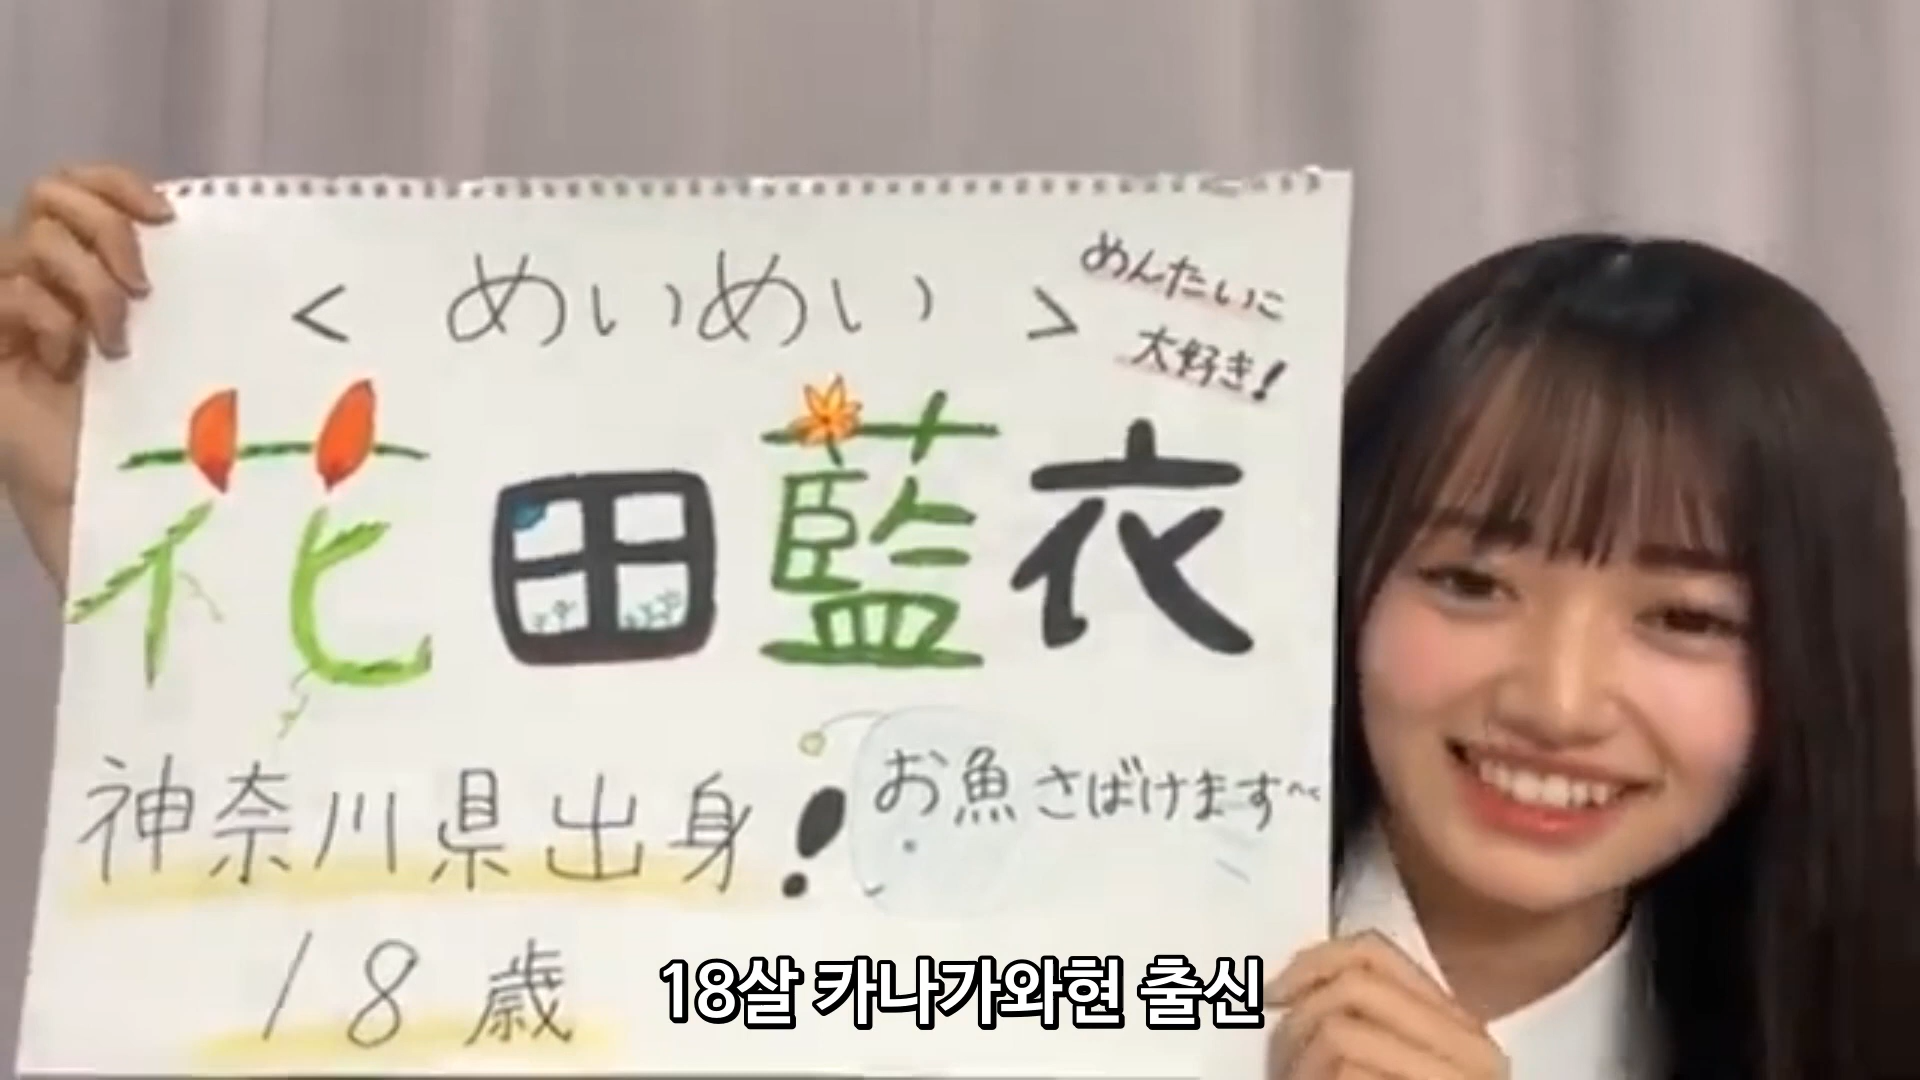 < めいめい >
めんたいこ
大好き!
花田藍衣
神奈川県出身!
お魚さばけます〜
18歳
18살 카나가와현 출신